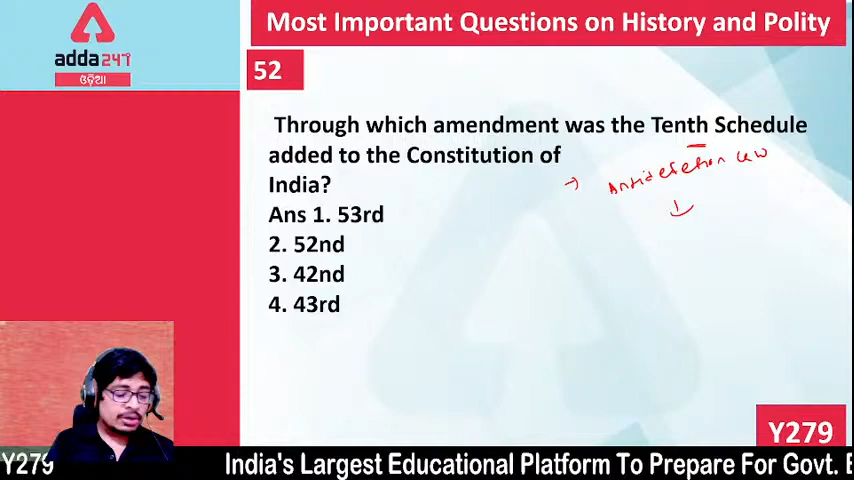 Most Important Questions on History and Polity
adda247
ଓଡ଼ିଆ
52
Through which amendment was the Tenth Schedule
added to the Constitution of
India?
→ Antidefection law
Ans 1. 53rd
2. 52nd
3. 42nd
4. 43rd
Y279
Y279 India's Largest Educational Platform To Prepare For Govt. E